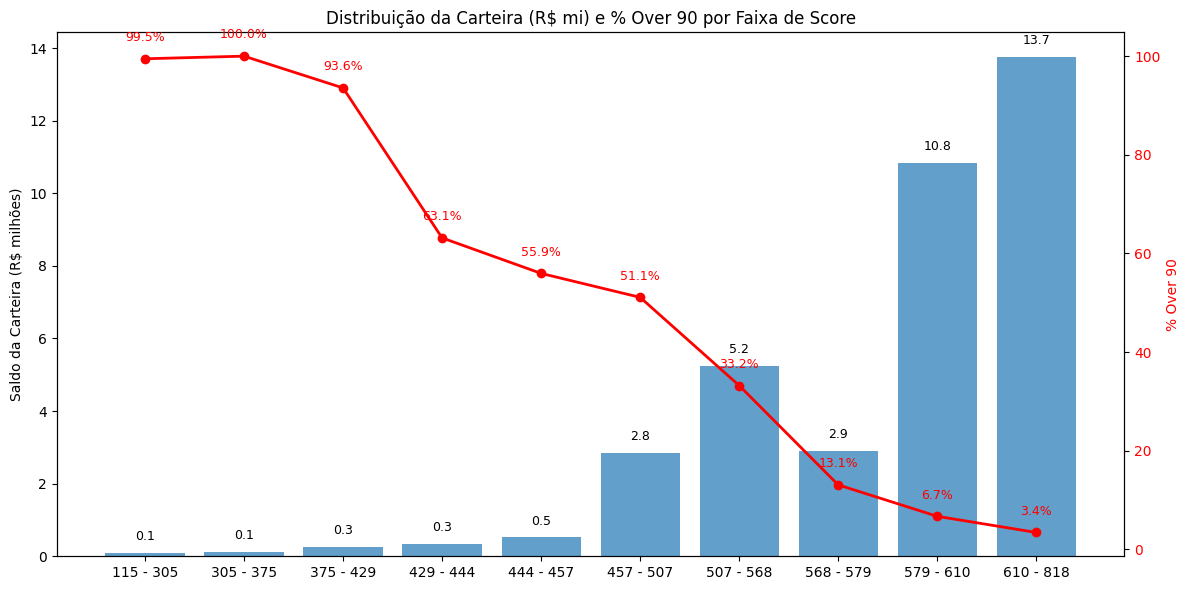 Distribuição da Carteira (R$ mi) e % Over 90 por Faixa de Score
Saldo da Carteira (R$ milhões)
14
12
10
8
6
4
2
0
99.5%
100.0%
93.6%
63.1%
55.9%
51.1%
33.2%
13.1%
6.7%
3.4%
0.1
0.1
0.3
0.3
0.5
2.8
5.2
2.9
10.8
13.7
100
80
60
40
20
0
% Over 90
115 - 305
305 - 375
375 - 429
429 - 444
444 - 457
457 - 507
507 - 568
568 - 579
579 - 610
610 - 818